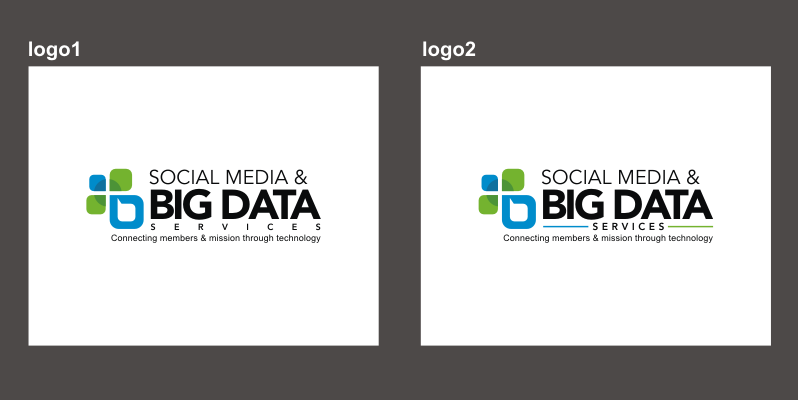 logo1
SOCIAL MEDIA &
BIG DATA
SERVICES
Connecting members & mission through technology
logo2
SOCIAL MEDIA &
BIG DATA
SERVICES
Connecting members & mission through technology